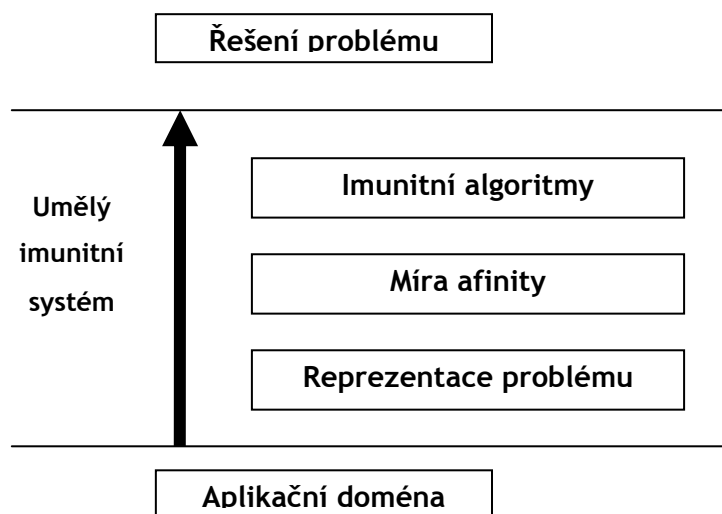 Řešení problému
Umělý
imunitní
systém
Imunitní algoritmy
Míra afinity
Reprezentace problému
Aplikační doména